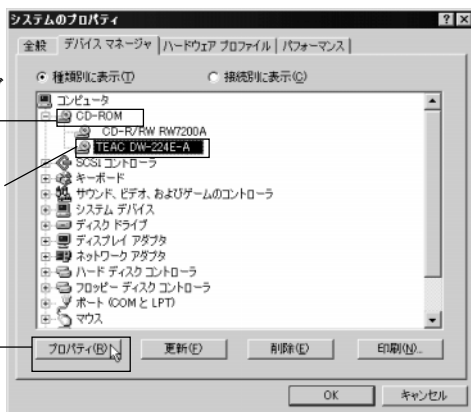 システムのプロパティ
全般 デバイス マネージャ ハードウェア プロファイル パフォーマンス
種類別に表示(T) 接続別に表示(C)
コンピュータ
CD-ROM
CD-R/RW RW7200A
TEAC DW-224E-A
SCSI コントローラ
キーボード
サウンド、ビデオ、およびゲームのコントローラ
システム デバイス
ディスク ドライブ
ディスプレイ アダプタ
ネットワーク アダプタ
ハード ディスク コントローラ
フロッピー ディスク コントローラ
ポート (COM と LPT)
マウス
プロパティ(R) 更新(F) 削除(E) 印刷(N)...
OK キャンセル